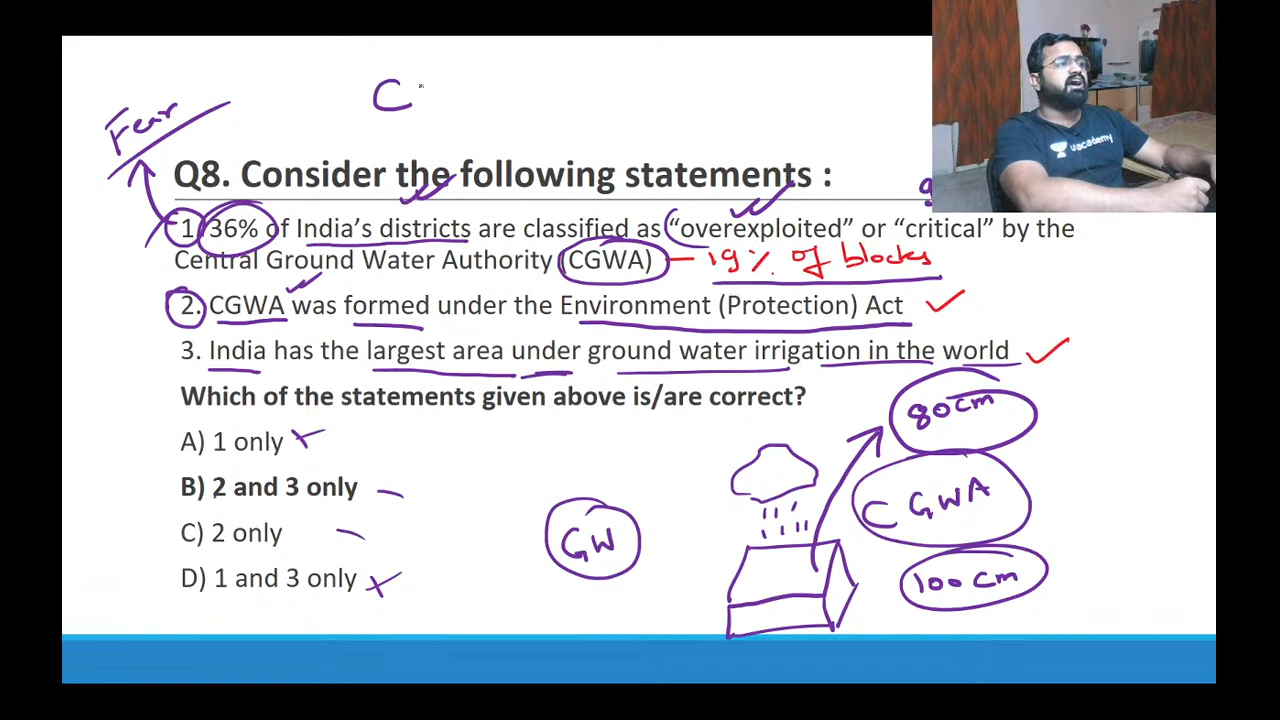 C
Fear
Q8. Consider the following statements :
1. 36% of India's districts are classified as "overexploited" or "critical" by the
Central Ground Water Authority (CGWA) – 19% of blocks
2. CGWA was formed under the Environment (Protection) Act
3. India has the largest area under ground water irrigation in the world
Which of the statements given above is/are correct?
A) 1 only
B) 2 and 3 only
C) 2 only
D) 1 and 3 only
80cm
CGWA
GW
100cm
unacademy